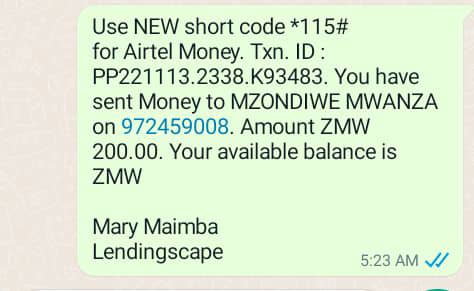 Use NEW short code *115#
for Airtel Money. Txn. ID :
PP221113.2338.K93483. You have
sent Money to MZONDIWE MWANZA
on 972459008. Amount ZMW
200.00. Your available balance is
ZMW
Mary Maimba
Lendingscape
5:23 AM